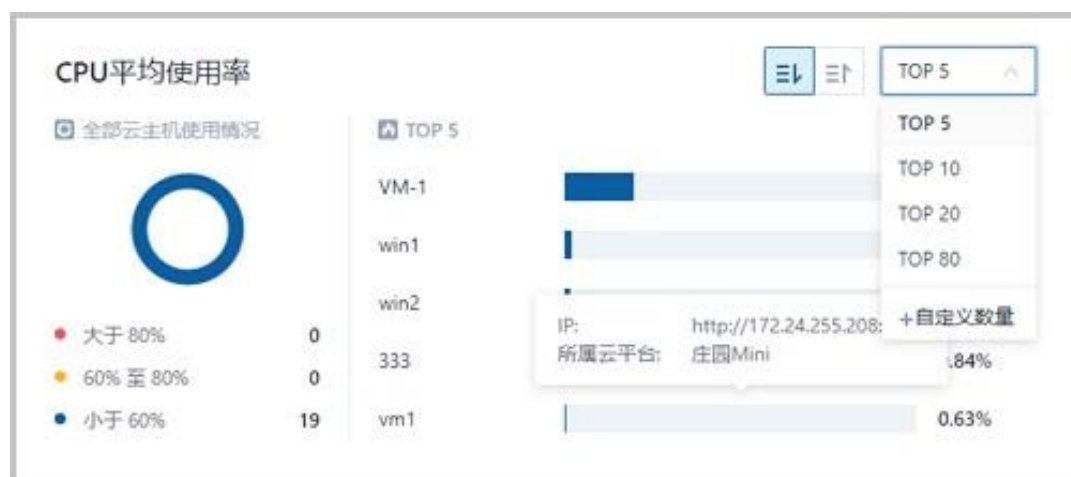 CPU平均使用率
TOP 5
全部云主机使用情况
TOP 5
TOP 5
TOP 10
TOP 20
TOP 80
+自定义数量
VM-1
win1
win2
333
.84%
vm1
0.63%
IP: http://172.24.255.208:
所属云平台: 庄园Mini
大于 80% 0
60% 至 80% 0
小于 60% 19